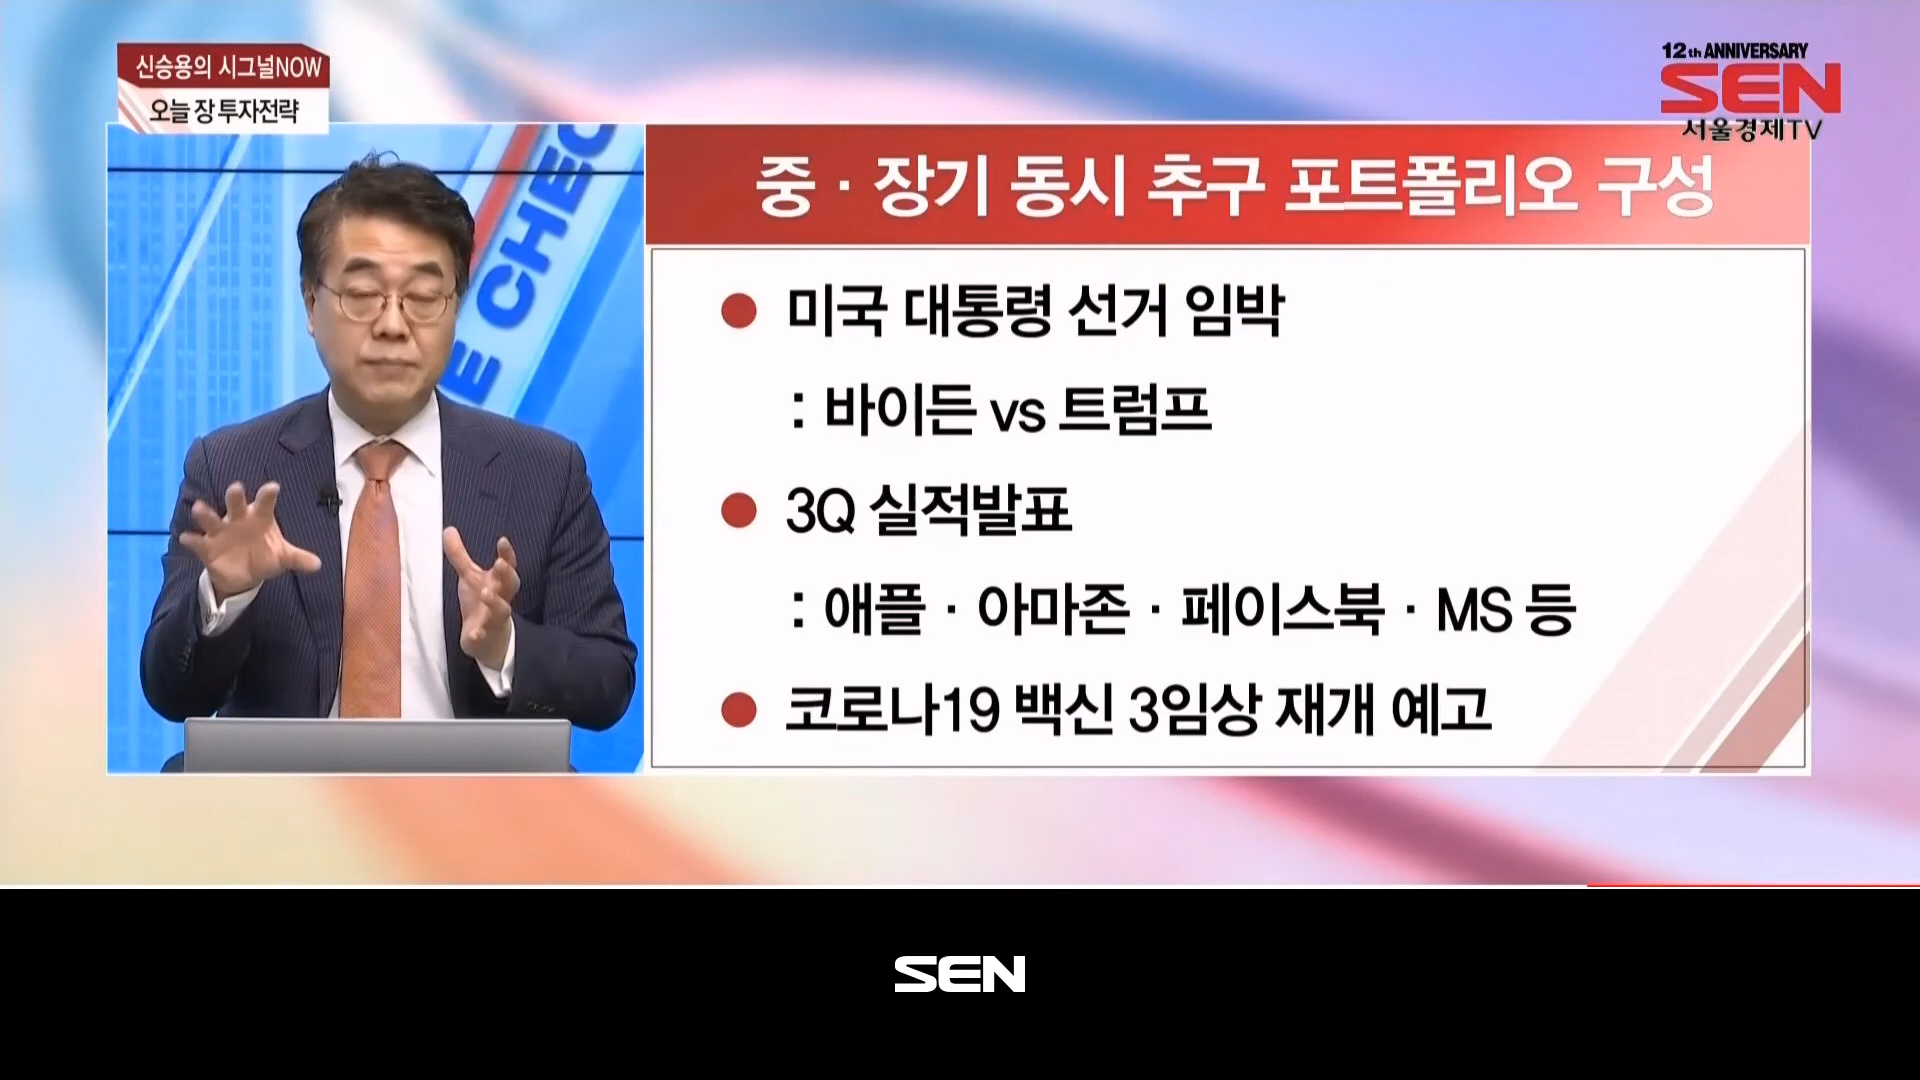 신승용의 시그널NOW
오늘 장 투자전략
12th ANNIVERSARY
SEN
서울경제TV
E CHEC
중 · 장기 동시 추구 포트폴리오 구성
● 미국 대통령 선거 임박
: 바이든 vs 트럼프
● 3Q 실적발표
: 애플 · 아마존 · 페이스북 · MS 등
● 코로나19 백신 3임상 재개 예고
SEN